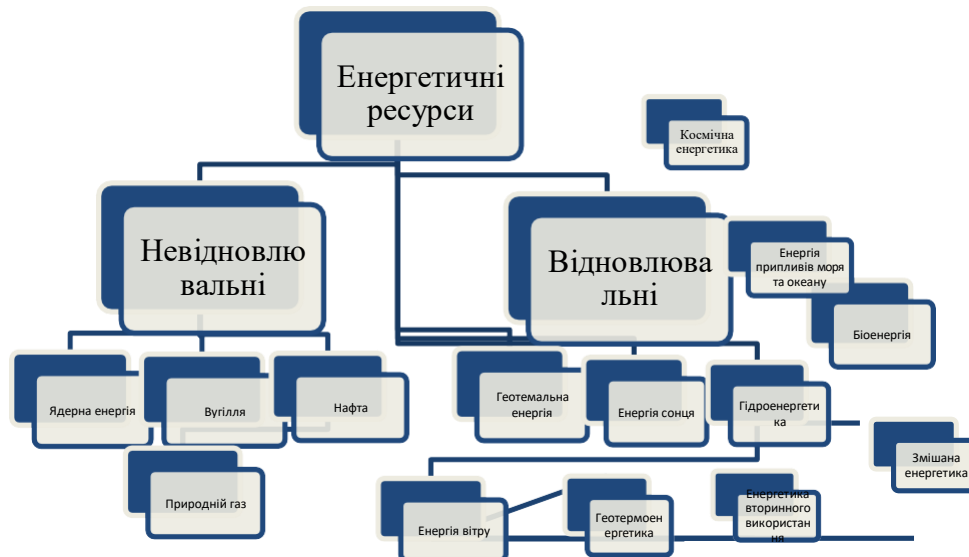 Енергетичні
ресурси
Космічна
енергетика
Невідновлю
вальні
Відновлюва
льні
Енергія
припливів моря
та океану
Біоенергія
Ядерна енергія
Вугілля
Нафта
Геотемальна
енергія
Енергія сонця
Гідроенергети
ка
Природній газ
Змішана
енергетика
Енергія вітру
Геотермоен
ергетика
Енергетика
вторинного
використан
ня